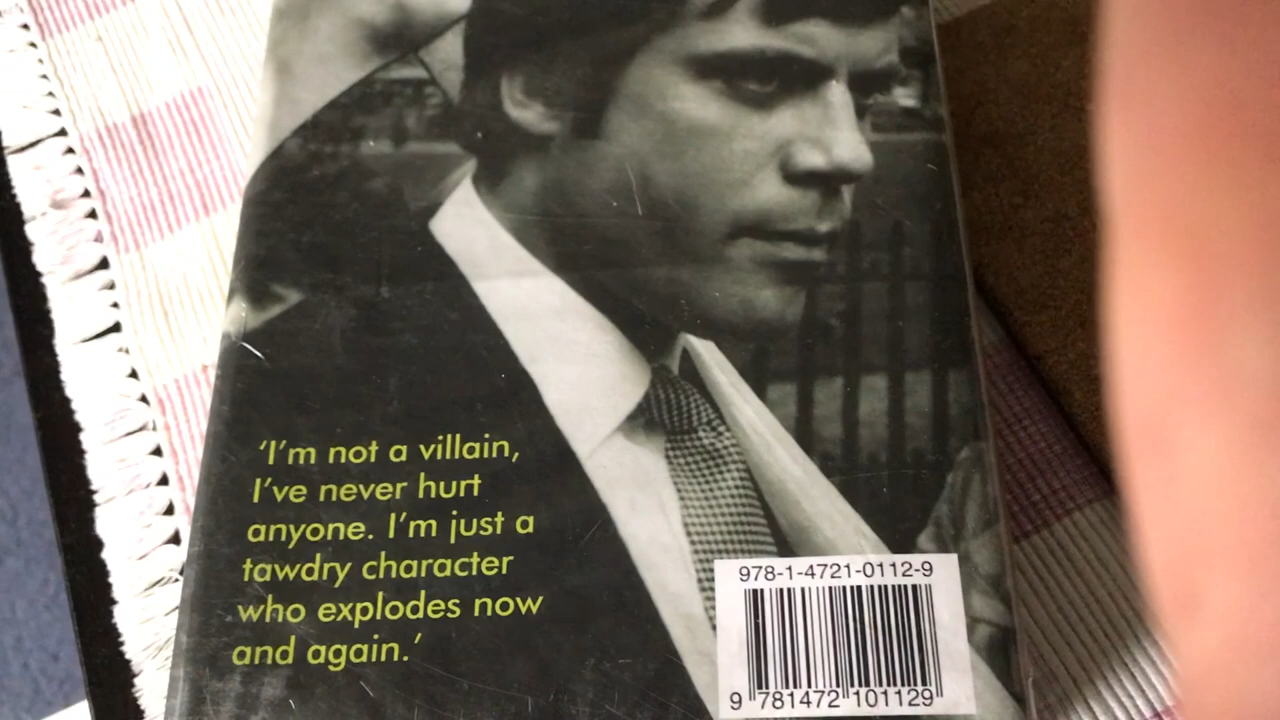 'I'm not a villain,
I've never hurt
anyone. I'm just a
tawdry character
who explodes now
and again.'
978-1-4721-0112-9
9 781472 101129